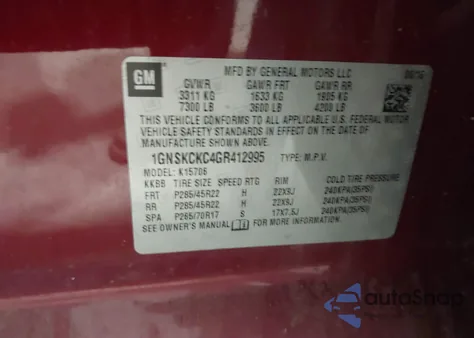 GM
MFD BY GENERAL MOTORS LLC
06/16
GVWR GAWR FRT GAWR RR
3311 KG 1633 KG 1905 KG
7300 LB 3600 LB 4200 LB
THIS VEHICLE CONFORMS TO ALL APPLICABLE U.S. FEDERAL MOTOR
VEHICLE SAFETY STANDARDS IN EFFECT ON THE DATE OF
MANUFACTURE SHOWN ABOVE.
1GNSKCKC4GR412995 TYPE: M.P.V.
MODEL: K15706
KKBB TIRE SIZE SPEED RTG RIM COLD TIRE PRESSURE
FRT P285/45R22 H 22X9J 240KPA(35PSI)
RR P285/45R22 H 22X9J 240KPA(35PSI)
SPA P265/70R17 S 17X7.5J 240KPA(35PSI)
SEE OWNER'S MANUAL FOR MORE INFORMATION.
autoSnap